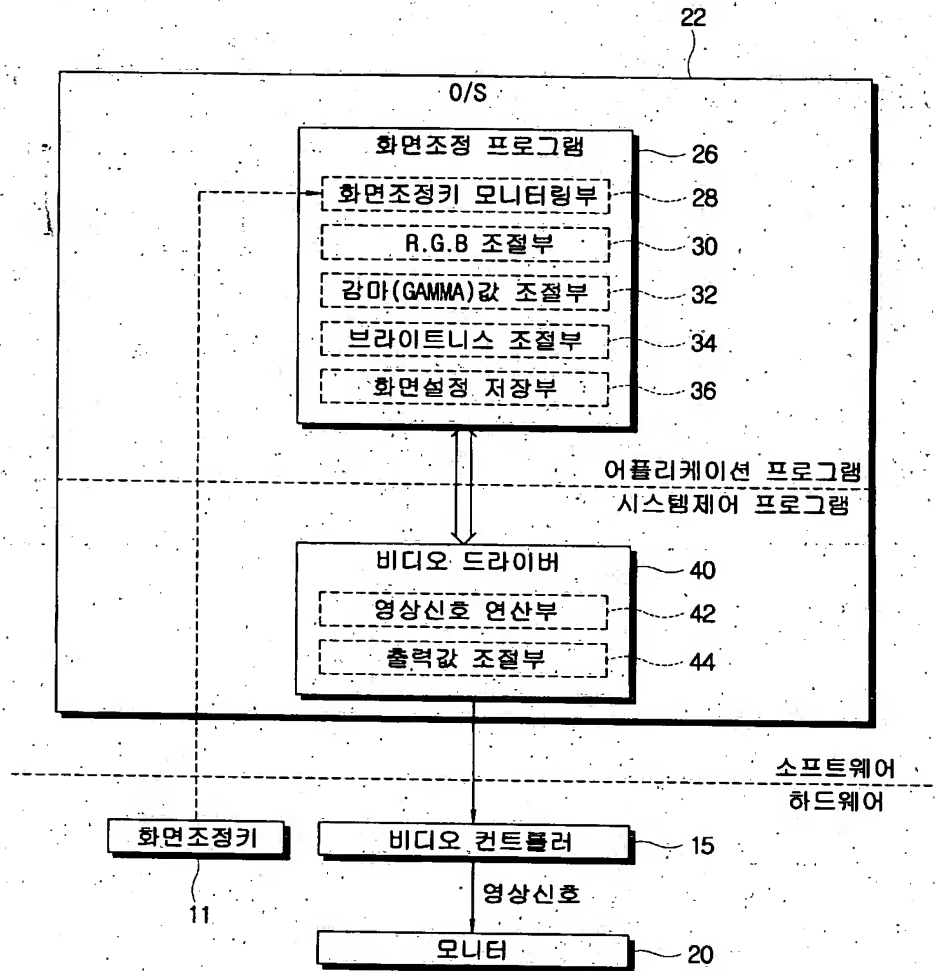 22
O/S
화면조정 프로그램
26
화면조정키 모니터링부
28
R.G.B 조절부
30
감마(GAMMA)값 조절부
32
브라이트니스 조절부
34
화면설정 저장부
36
어플리케이션 프로그램
시스템제어 프로그램
비디오 드라이버
40
영상신호 연산부
42
출력값 조절부
44
소프트웨어
하드웨어
화면조정키
비디오 컨트롤러
15
11
영상신호
모니터
20